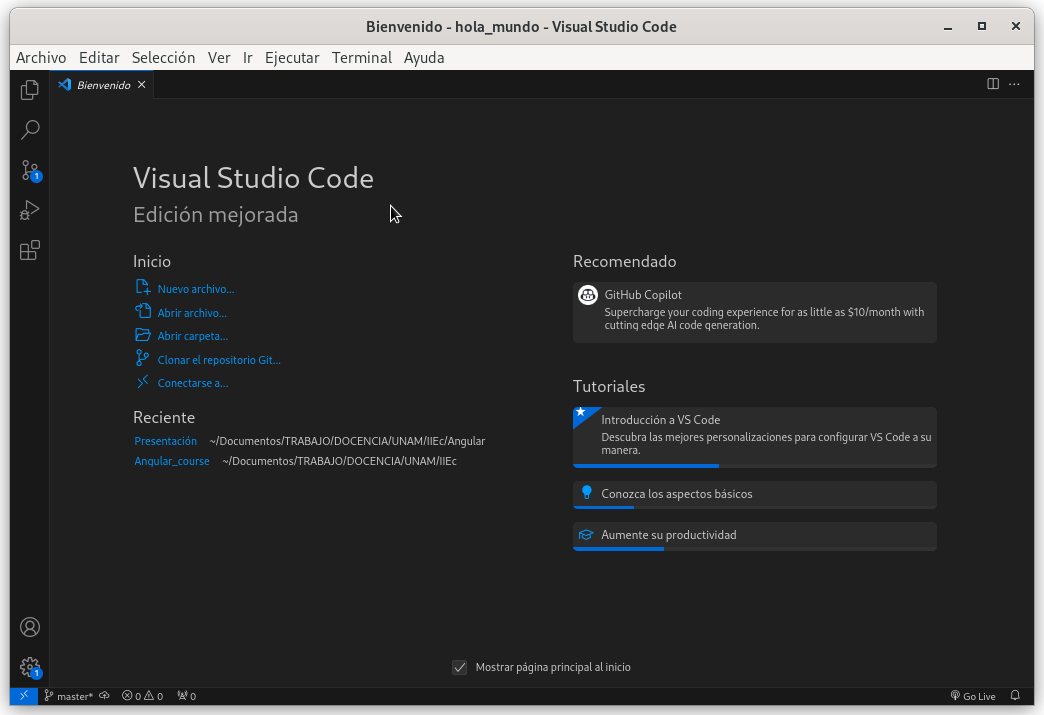 Bienvenido - hola_mundo - Visual Studio Code
Archivo Editar Selección Ver Ir Ejecutar Terminal Ayuda
Bienvenido
Visual Studio Code
Edición mejorada
Inicio
Nuevo archivo...
Abrir archivo...
Abrir carpeta...
Clonar el repositorio Git...
Conectarse a...
Reciente
Presentación ~/Documentos/TRABAJO/DOCENCIA/UNAM/IIEc/Angular
Angular_course ~/Documentos/TRABAJO/DOCENCIA/UNAM/IIEc
Recomendado
GitHub Copilot
Supercharge your coding experience for as little as $10/month with
cutting edge AI code generation.
Tutoriales
Introducción a VS Code
Descubra las mejores personalizaciones para configurar VS Code a su
manera.
Conozca los aspectos básicos
Aumente su productividad
1
1
Mostrar página principal al inicio
master* 0 0 0 Go Live